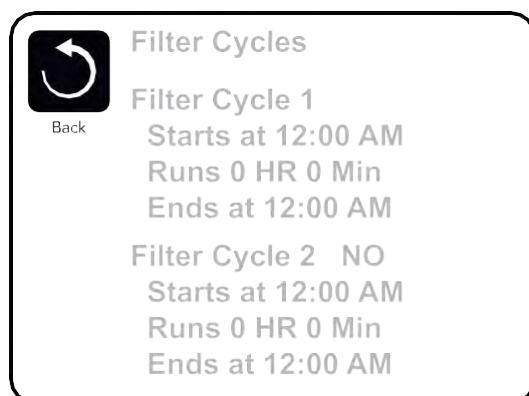 Filter Cycles
Back
Filter Cycle 1
Starts at 12:00 AM
Runs 0 HR 0 Min
Ends at 12:00 AM
Filter Cycle 2 NO
Starts at 12:00 AM
Runs 0 HR 0 Min
Ends at 12:00 AM